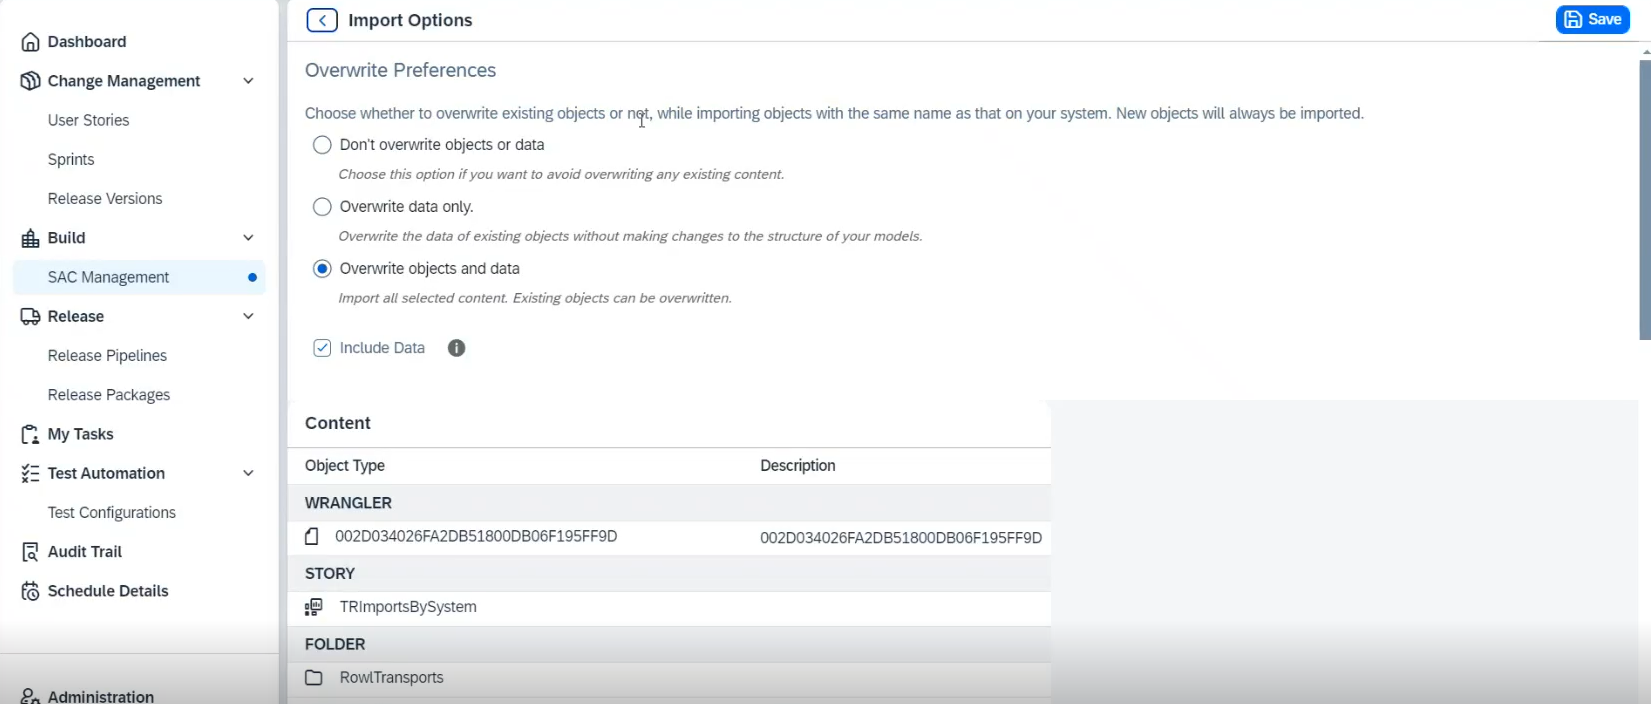 Import Options
Save
Dashboard
Change Management
User Stories
Sprints
Release Versions
Build
SAC Management
Release
Release Pipelines
Release Packages
My Tasks
Test Automation
Test Configurations
Audit Trail
Schedule Details
Administration
Overwrite Preferences
Choose whether to overwrite existing objects or not, while importing objects with the same name as that on your system. New objects will always be imported.
Don't overwrite objects or data
Choose this option if you want to avoid overwriting any existing content.
Overwrite data only.
Overwrite the data of existing objects without making changes to the structure of your models.
Overwrite objects and data
Import all selected content. Existing objects can be overwritten.
Include Data
Content
Object Type Description
WRANGLER
002D034026FA2DB51800DB06F195FF9D 002D034026FA2DB51800DB06F195FF9D
STORY
TRImportsBySystem
FOLDER
RowlTransports